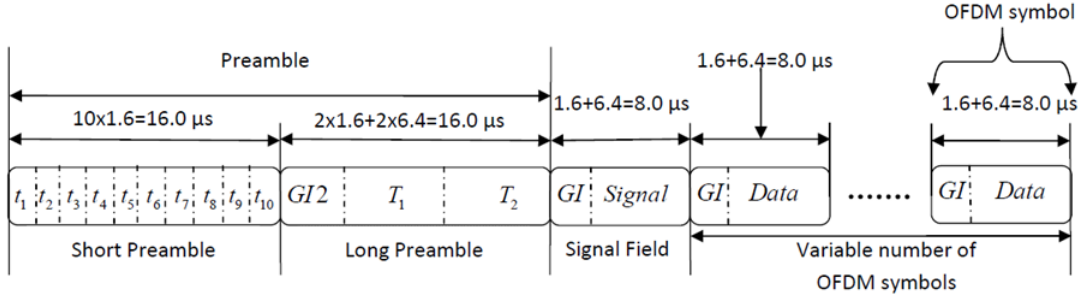 OFDM symbol
Preamble
1.6+6.4=8.0 µs
10x1.6=16.0 µs
2x1.6+2x6.4=16.0 µs
1.6+6.4=8.0 µs
1.6+6.4=8.0 µs
t1 t2 t3 t4 t5 t6 t7 t8 t9 t10 GI2 T1 T2 GI Signal GI Data ....... GI Data
Short Preamble
Long Preamble
Signal Field
Variable number of
OFDM symbols